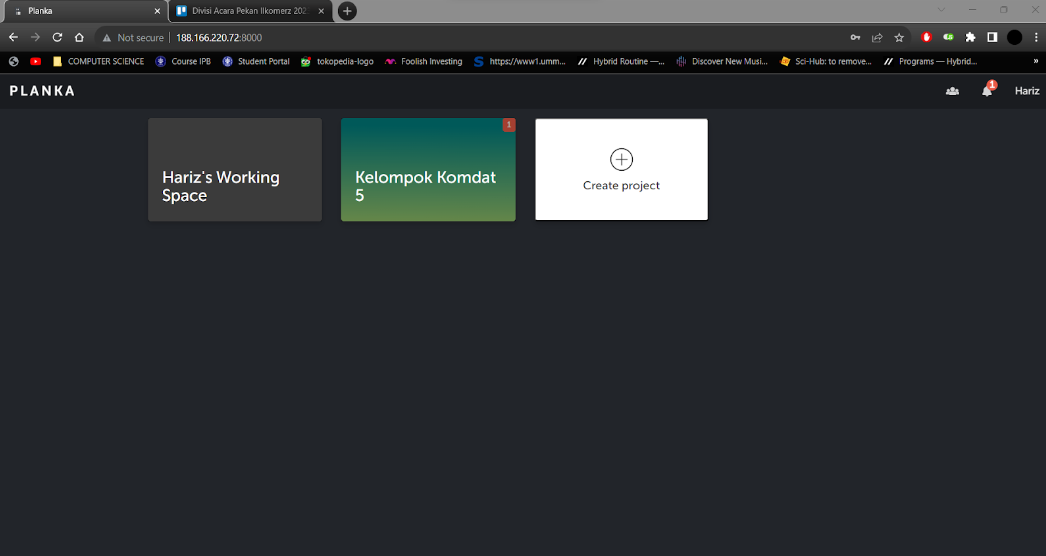 Planka
Divisi Acara Pekan Ilkomerz 202
Not secure
188.166.220.72:8000
COMPUTER SCIENCE
Course IPB
Student Portal
tokopedia-logo
Foolish Investing
https://www1.umm...
Hybrid Routine —...
Discover New Musi...
Sci-Hub: to remove...
Programs — Hybrid...
»
PLANKA
1
Hariz
1
Hariz's Working
Space
Kelompok Komdat
5
Create project